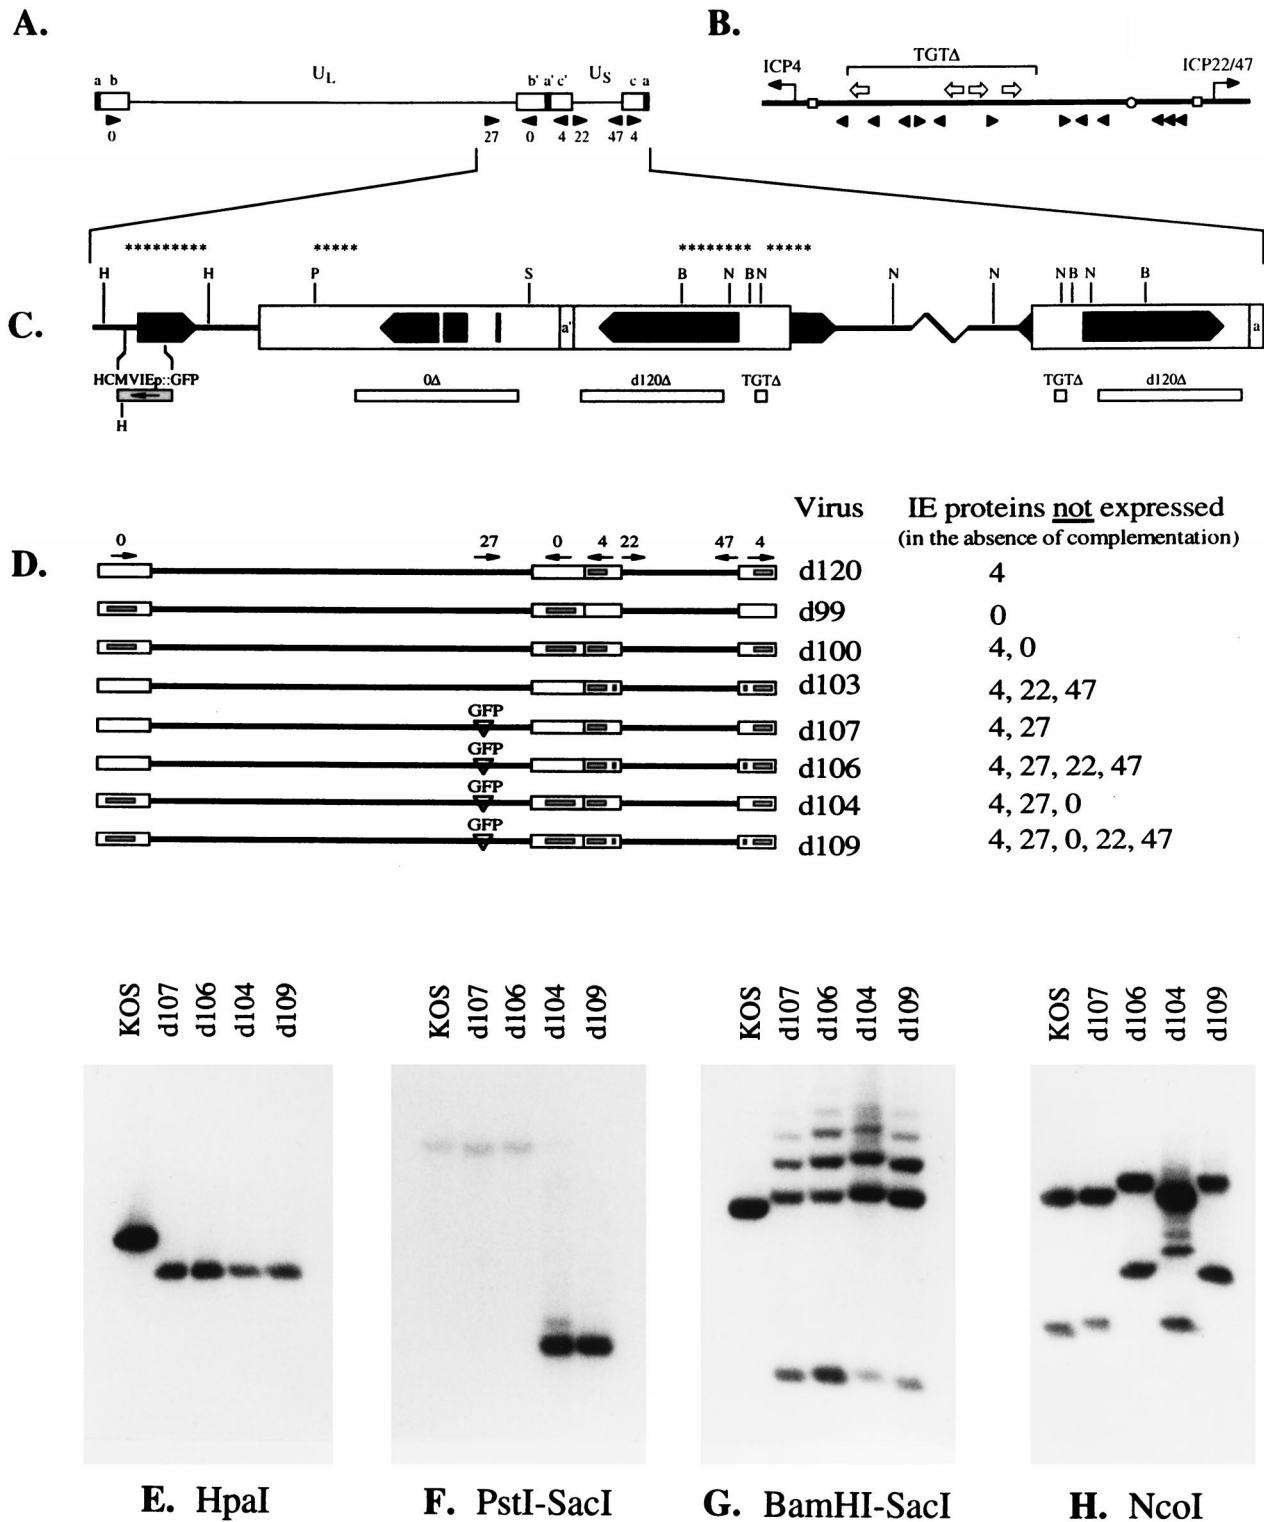 A.
a b U_L b' a' c' U_S c a
0 27 0 4 22 47 4
B.
TGTΔ
ICP4 ICP22/47
*********  *****  ********  *****
H H P S B N B N N N N B N B
C. a' a
HCMVIEp::GFP 0Δ d120Δ TGTΔ TGTΔ d120Δ
H
Virus IE proteins not expressed
(in the absence of complementation)
D.
0 27 0 4 22 47 4
d120 4
d99 0
d100 4, 0
d103 4, 22, 47
GFP
d107 4, 27
GFP
d106 4, 27, 22, 47
GFP
d104 4, 27, 0
GFP
d109 4, 27, 0, 22, 47
KOS d107 d106 d104 d109
KOS d107 d106 d104 d109
KOS d107 d106 d104 d109
KOS d107 d106 d104 d109
E. HpaI
F. PstI-SacI
G. BamHI-SacI
H. NcoI